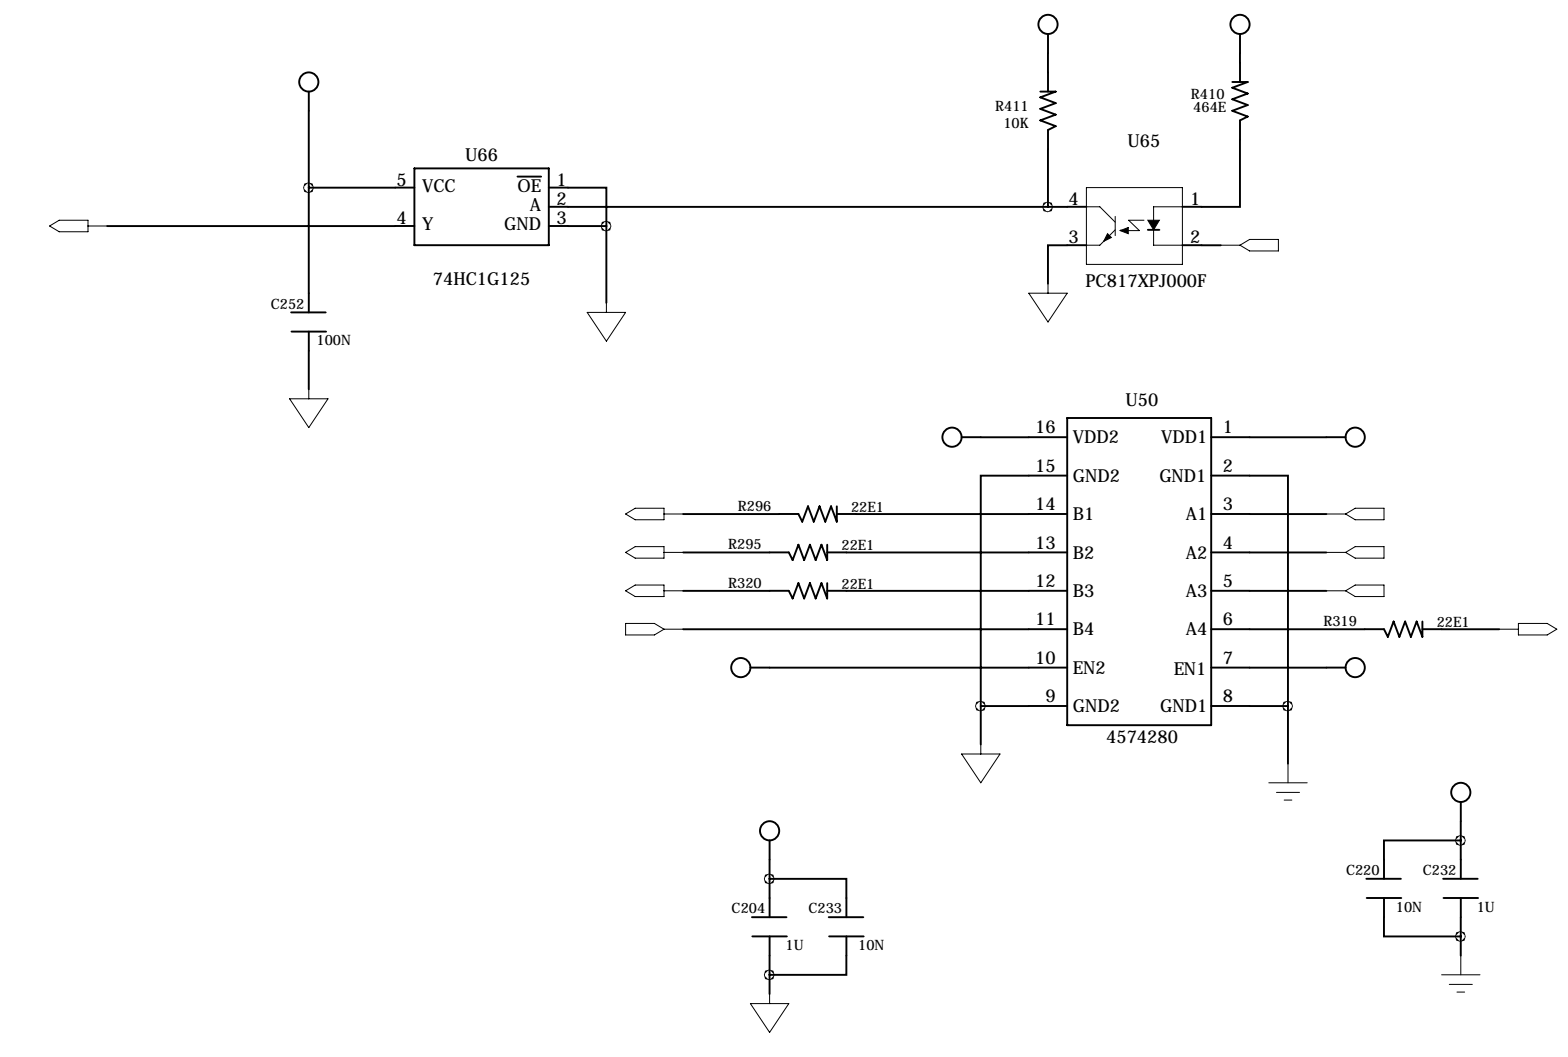 R411
10K
R410
464E
U65
4
1
3
2
PC817XPJ000F
U66
5 VCC OE 1
A 2
4 Y GND 3
74HC1G125
C252
100N
U50
16 VDD2 VDD1 1
15 GND2 GND1 2
R296 22E1 14 B1 A1 3
R295 22E1 13 B2 A2 4
R320 22E1 12 B3 A3 5
11 B4 A4 6 R319 22E1
10 EN2 EN1 7
9 GND2 GND1 8
4574280
C204 C233
1U 10N
C220 C232
10N 1U